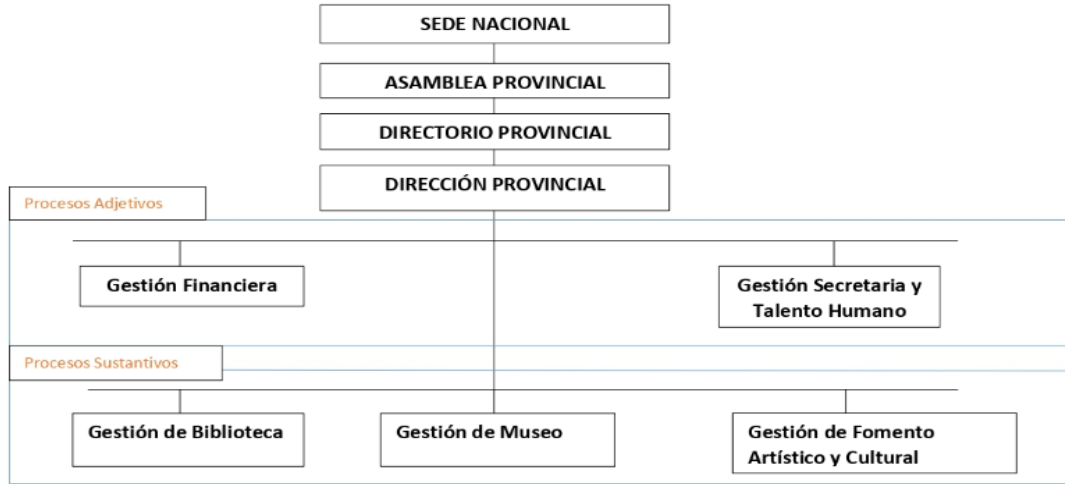 SEDE NACIONAL
ASAMBLEA PROVINCIAL
DIRECTORIO PROVINCIAL
DIRECCIÓN PROVINCIAL
Procesos Adjetivos
Gestión Financiera
Gestión Secretaria y
Talento Humano
Procesos Sustantivos
Gestión de Biblioteca
Gestión de Museo
Gestión de Fomento
Artístico y Cultural